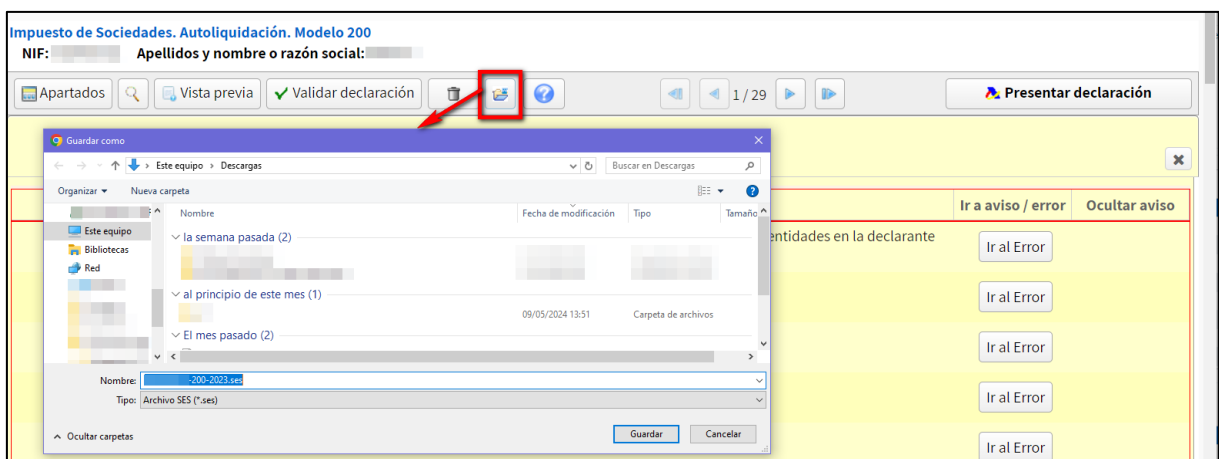 Impuesto de Sociedades. Autoliquidación. Modelo 200
NIF: Apellidos y nombre o razón social:
Apartados Vista previa Validar declaración 1 / 29 Presentar declaración
Guardar como
Este equipo > Descargas Buscar en Descargas
Organizar Nueva carpeta
Ir a aviso / error Ocultar aviso
Nombre Fecha de modificación Tipo Tamaño
Este equipo
la semana pasada (2)
entidades en la declarante
Ir al Error
Bibliotecas
Red
al principio de este mes (1)
Ir al Error
09/05/2024 13:51 Carpeta de archivos
El mes pasado (2)
Ir al Error
Nombre: -200-2023.ses
Ir al Error
Tipo: Archivo SES (*.ses)
Ocultar carpetas Guardar Cancelar
Ir al Error